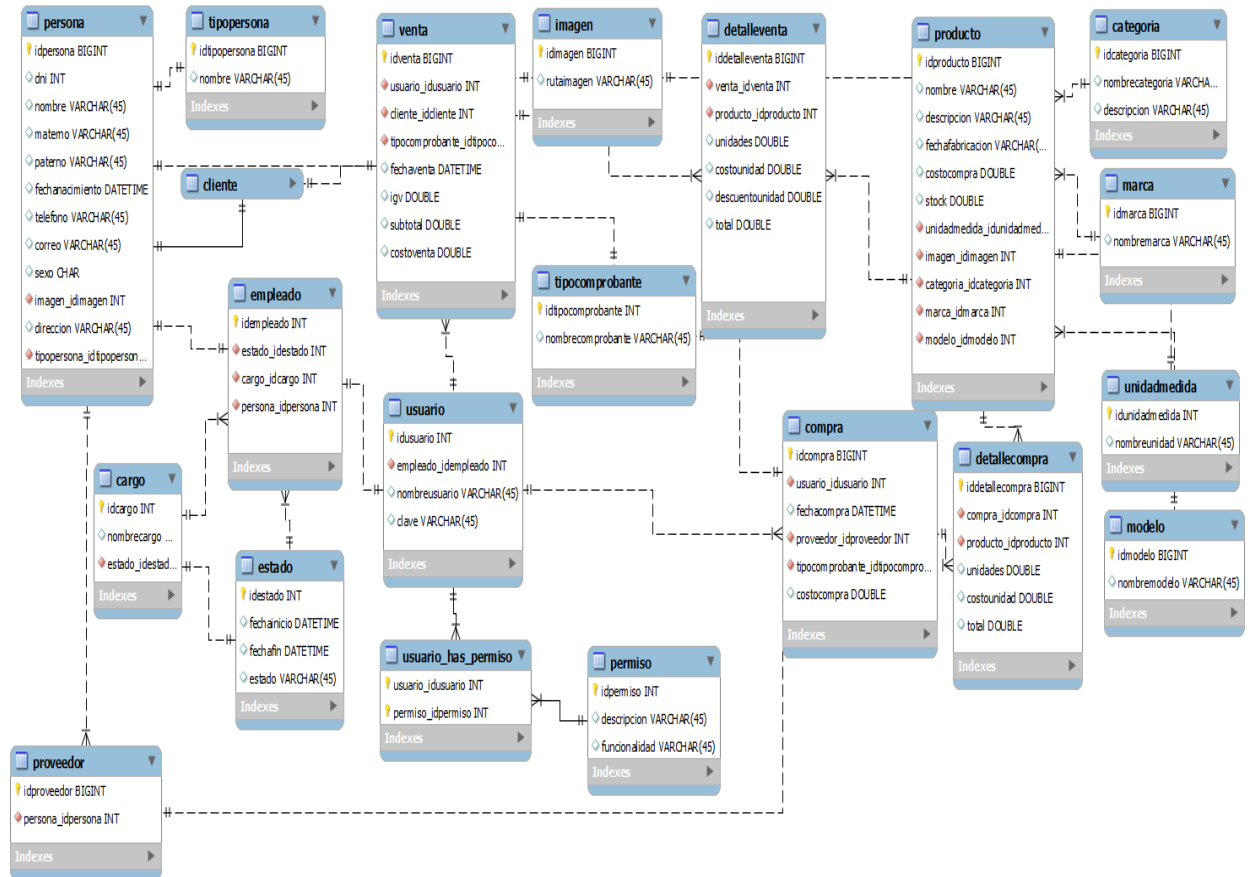 persona
idpersona BIGINT
dni INT
nombre VARCHAR(45)
materno VARCHAR(45)
paterno VARCHAR(45)
fechanacimiento DATETIME
telefono VARCHAR(45)
correo VARCHAR(45)
sexo CHAR
imagen_idimagen INT
direccion VARCHAR(45)
tipopersona_idtipoperson...
Indexes
tipopersona
idtipopersona BIGINT
nombre VARCHAR(45)
Indexes
cliente
venta
idventa BIGINT
usuario_idusuario INT
cliente_idcliente INT
tipocomprobante_idtipoco...
fechaventa DATETIME
igv DOUBLE
subtotal DOUBLE
costoventa DOUBLE
Indexes
imagen
idimagen BIGINT
rutaimagen VARCHAR(45)
Indexes
detalleventa
iddetalleventa BIGINT
venta_idventa INT
producto_idproducto INT
unidades DOUBLE
costounidad DOUBLE
descuentounidad DOUBLE
total DOUBLE
Indexes
producto
idproducto BIGINT
nombre VARCHAR(45)
descripcion VARCHAR(45)
fechafabricacion VARCHAR(...
costocompra DOUBLE
stock DOUBLE
unidadmedida_idunidadmed...
imagen_idimagen INT
categoria_idcategoria INT
marca_idmarca INT
modelo_idmodelo INT
Indexes
categoria
idcategoria BIGINT
nombrecategoria VARCHA...
descripcion VARCHAR(45)
Indexes
marca
idmarca BIGINT
nombremarca VARCHAR(45)
Indexes
empleado
idempleado INT
estado_idestado INT
cargo_idcargo INT
persona_idpersona INT
Indexes
tipocomprobante
idtipocomprobante INT
nombrecomprobante VARCHAR(45)
Indexes
usuario
idusuario INT
empleado_idempleado INT
nombreusuario VARCHAR(45)
clave VARCHAR(45)
Indexes
compra
idcompra BIGINT
usuario_idusuario INT
fechacompra DATETIME
proveedor_idproveedor INT
tipocomprobante_idtipocompro...
costocompra DOUBLE
Indexes
detallecompra
iddetallecompra BIGINT
compra_idcompra INT
producto_idproducto INT
unidades DOUBLE
costounidad DOUBLE
total DOUBLE
Indexes
unidadmedida
idunidadmedida INT
nombreunidad VARCHAR(45)
Indexes
modelo
idmodelo BIGINT
nombremodelo VARCHAR(45)
Indexes
cargo
idcargo INT
nombrecargo ...
estado_idestad...
Indexes
estado
idestado INT
fechainicio DATETIME
fechafin DATETIME
estado VARCHAR(45)
Indexes
usuario_has_permiso
usuario_idusuario INT
permiso_idpermiso INT
Indexes
permiso
idpermiso INT
descripcion VARCHAR(45)
funcionalidad VARCHAR(45)
Indexes
proveedor
idproveedor BIGINT
persona_idpersona INT
Indexes